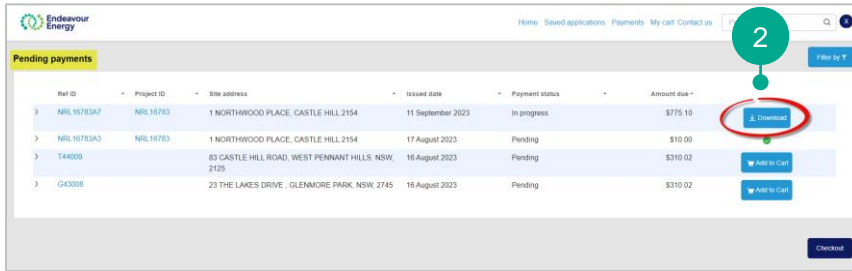 Endeavour
Energy
Home Saved applications Payments My cart Contact us
X
2
Pending payments
Filter by
Ref ID Project ID Site address Issued date Payment status Amount due
NRL16783A7 NRL16783 1 NORTHWOOD PLACE, CASTLE HILL 2154 11 September 2023 In progress $775.10 Download
NRL16783A3 NRL16783 1 NORTHWOOD PLACE, CASTLE HILL 2154 17 August 2023 Pending $10.00
T44009 83 CASTLE HILL ROAD, WEST PENNANT HILLS, NSW, 16 August 2023 Pending $310.02 Add to Cart
2125
G43008 23 THE LAKES DRIVE , GLENMORE PARK, NSW, 2745 16 August 2023 Pending $310.02 Add to Cart
Checkout